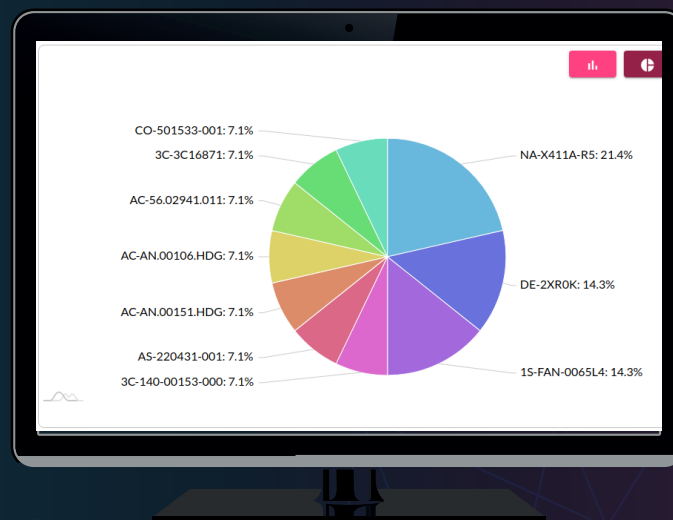 CO-501533-001: 7.1%
3C-3C16871: 7.1%
AC-56.02941.011: 7.1%
AC-AN.00106.HDG: 7.1%
AC-AN.00151.HDG: 7.1%
AS-220431-001: 7.1%
3C-140-00153-000: 7.1%
NA-X411A-R5: 21.4%
DE-2XR0K: 14.3%
1S-FAN-0065L4: 14.3%